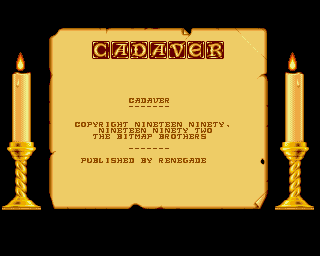 CADAVER
CADAVER
-------
COPYRIGHT NINETEEN NINETY,
NINETEEN NINETY TWO
THE BITMAP BROTHERS
-------
PUBLISHED BY RENEGADE